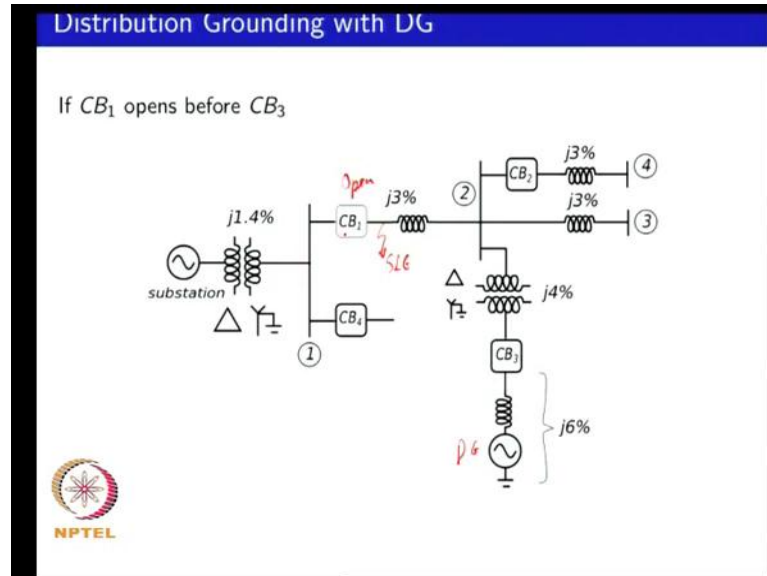 Distribution Grounding with DG
If CB1 opens before CB3
Open
j1.4%
CB1
j3%
SLG
2
CB2
j3%
4
j3%
3
substation
CB4
1
j4%
CB3
j6%
DG
NPTEL